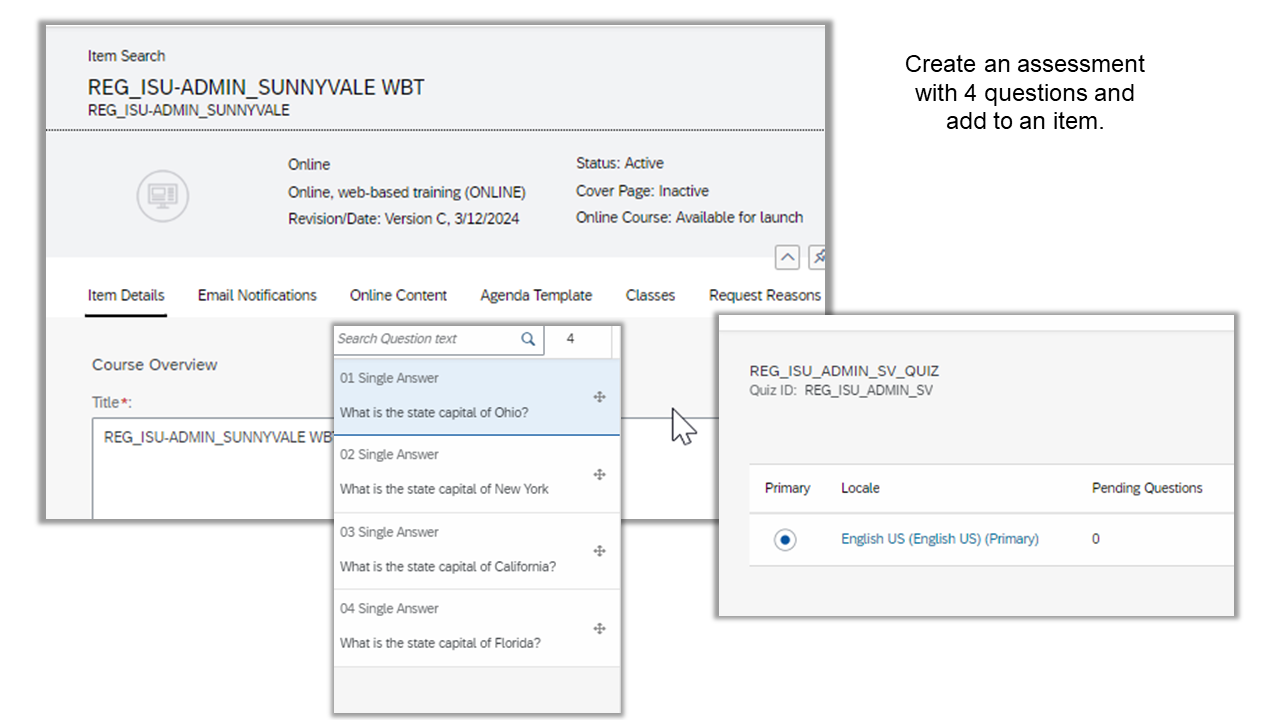 Item Search
REG_ISU-ADMIN_SUNNYVALE WBT
REG_ISU-ADMIN_SUNNYVALE
Online
Online, web-based training (ONLINE)
Revision/Date: Version C, 3/12/2024
Status: Active
Cover Page: Inactive
Online Course: Available for launch
Item Details Email Notifications Online Content Agenda Template Classes Request Reasons
Course Overview
Title*:
REG_ISU-ADMIN_SUNNYVALE WBT
Search Question text 4
01 Single Answer
What is the state capital of Ohio?
02 Single Answer
What is the state capital of New York
03 Single Answer
What is the state capital of California?
04 Single Answer
What is the state capital of Florida?
Create an assessment
with 4 questions and
add to an item.
REG_ISU_ADMIN_SV_QUIZ
Quiz ID: REG_ISU_ADMIN_SV
Primary Locale Pending Questions
English US (English US) (Primary) 0